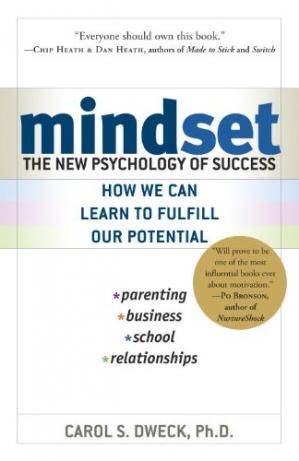 "Everyone should own this book."
—CHIP HEATH & DAN HEATH, authors of Made to Stick and Switch
mindset
THE NEW PSYCHOLOGY OF SUCCESS
HOW WE CAN
LEARN TO FULFILL
OUR POTENTIAL
*parenting
*business
*school
*relationships
"Will prove to be
one of the most
influential books ever
about motivation."
—PO BRONSON,
author of
NurtureShock
CAROL S. DWECK, Ph.D.